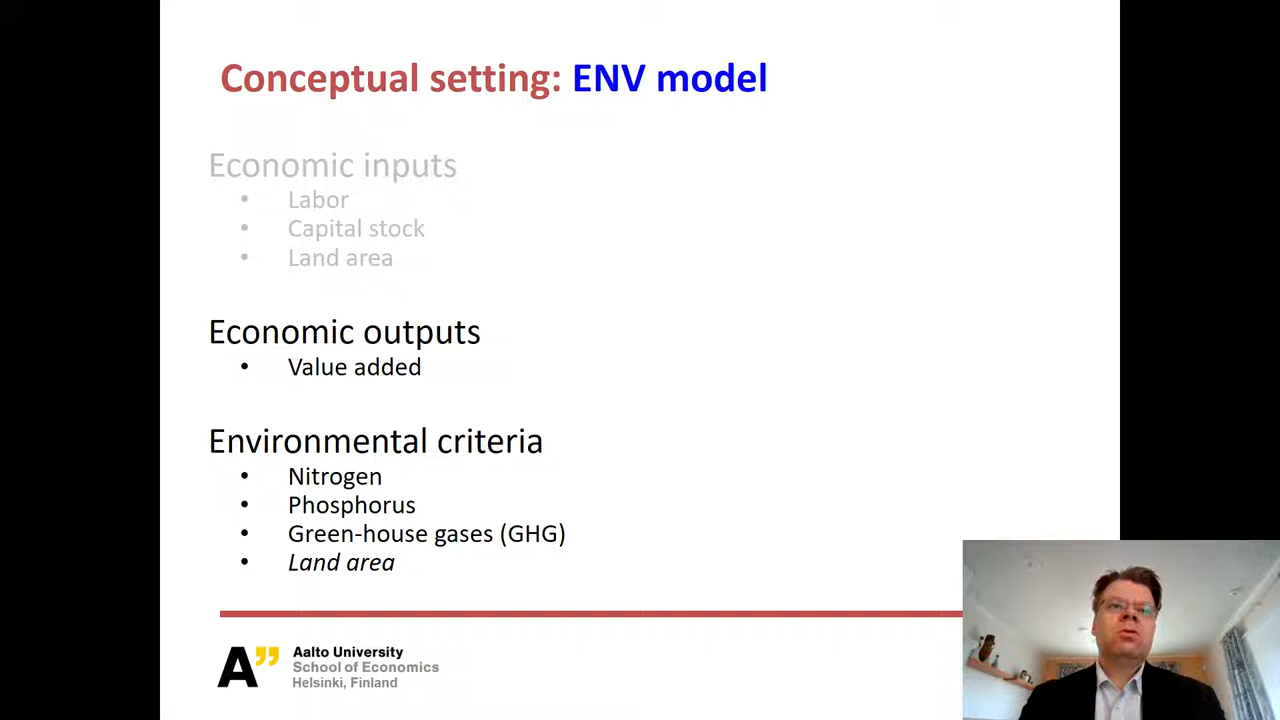 Conceptual setting: ENV model
Economic inputs
• Labor
• Capital stock
• Land area
Economic outputs
• Value added
Environmental criteria
• Nitrogen
• Phosphorus
• Green-house gases (GHG)
• Land area
A”
Aalto University
School of Economics
Helsinki, Finland